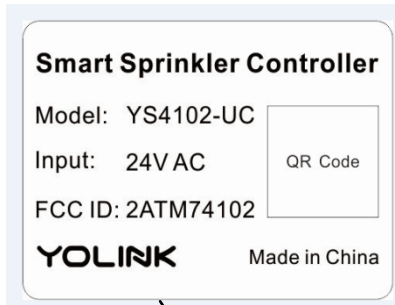 Smart Sprinkler Controller
Model: YS4102-UC
Input: 24V AC
QR Code
FCC ID: 2ATM74102
YOLINK
Made in China